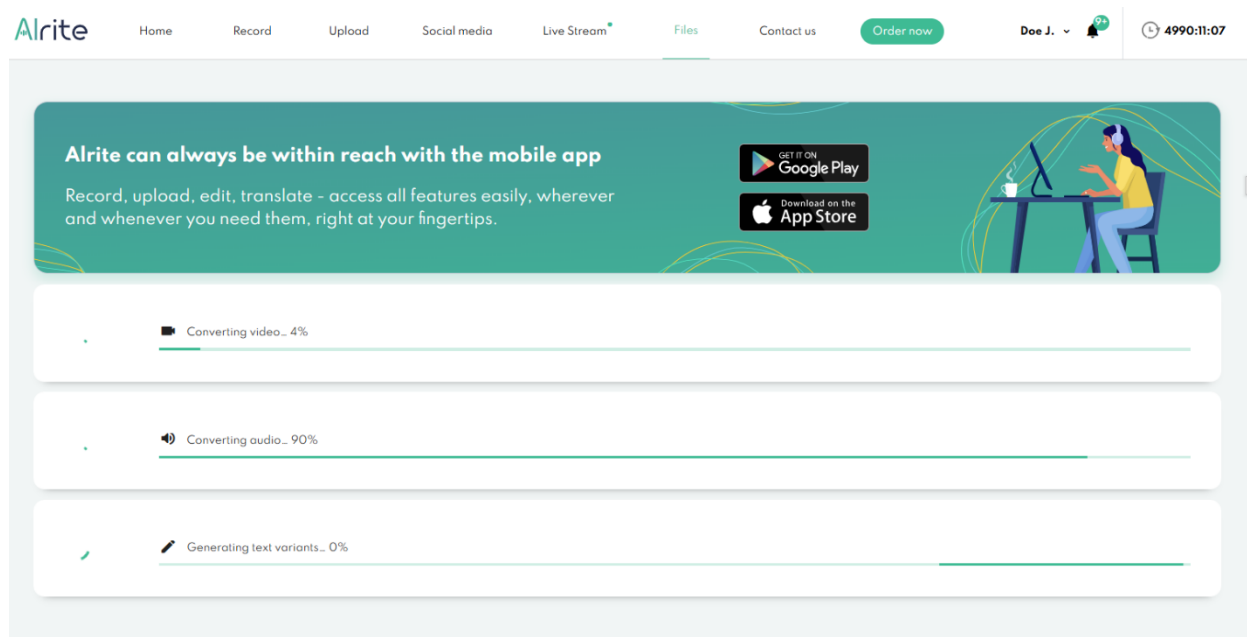 Alrite
Home
Record
Upload
Social media
Live Stream
Files
Contact us
Order now
Doe J.
9+
4990:11:07
Alrite can always be within reach with the mobile app
Record, upload, edit, translate - access all features easily, wherever
and whenever you need them, right at your fingertips.
GET IT ON
Google Play
Download on the
App Store
Converting video... 4%
Converting audio... 90%
Generating text variants... 0%